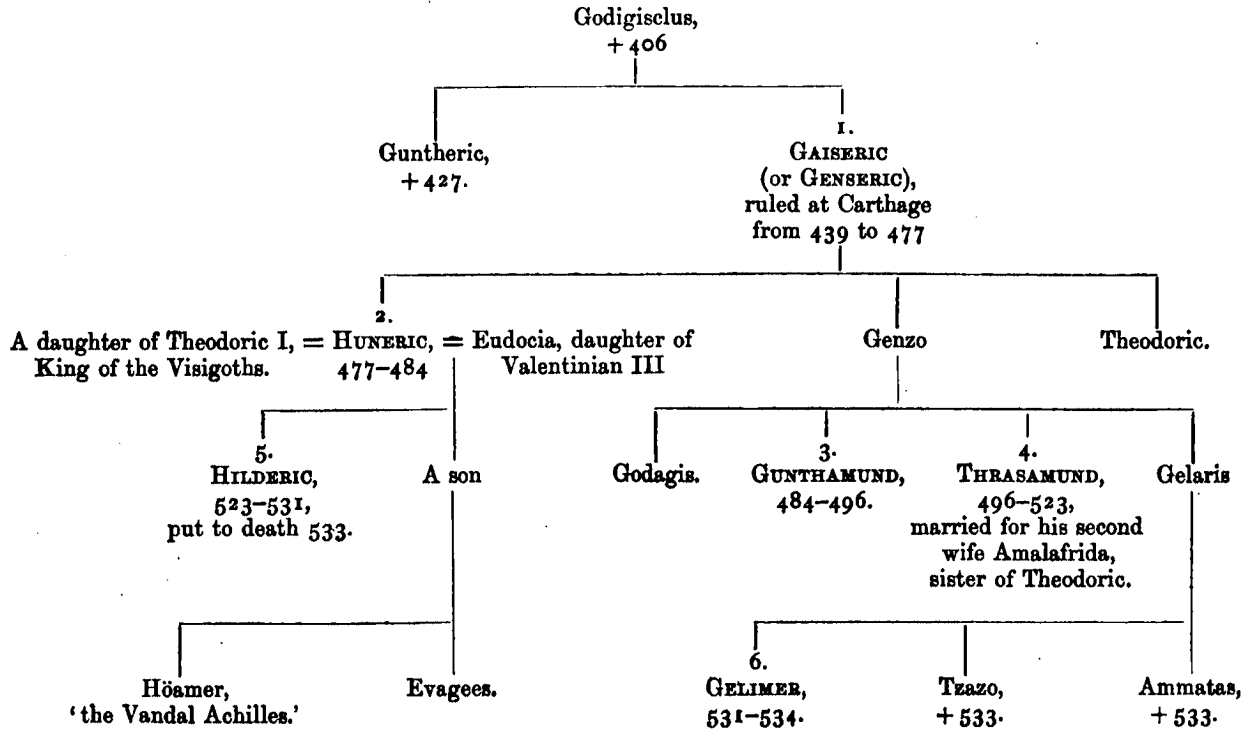 Godigisclus,
+ 406
1.
Guntheric,
+ 427.
GAISERIC
(or GENSERIC),
ruled at Carthage
from 439 to 477
2.
A daughter of Theodoric I, = HUNERIC, = Eudocia, daughter of
King of the Visigoths. 477–484 Valentinian III
Genzo
Theodoric.
5.
HILDERIC,
523–531,
put to death 533.
A son
Godagis.
3.
GUNTHAMUND,
484–496.
4.
THRASAMUND,
496–523,
married for his second
wife Amalafrida,
sister of Theodoric.
Gelaris
Höamer,
‘the Vandal Achilles.’
Evagees.
6.
GELIMER,
531–534.
TZAZO,
+ 533.
Ammatas,
+ 533.